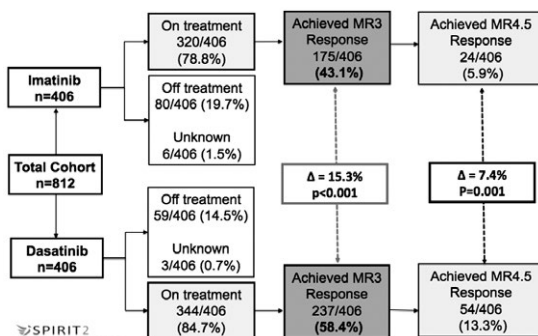 On treatment
320/406
(78.8%)
Achieved MR3
Response
175/406
(43.1%)
Achieved MR4.5
Response
24/406
(5.9%)
Imatinib
n=406
Off treatment
80/406 (19.7%)
Unknown
6/406 (1.5%)
Total Cohort
n=812
Δ = 15.3%
p<0.001
Δ = 7.4%
P=0.001
Off treatment
59/406 (14.5%)
Unknown
3/406 (0.7%)
Dasatinib
n=406
On treatment
344/406
(84.7%)
Achieved MR3
Response
237/406
(58.4%)
Achieved MR4.5
Response
54/406
(13.3%)
SPIRIT2